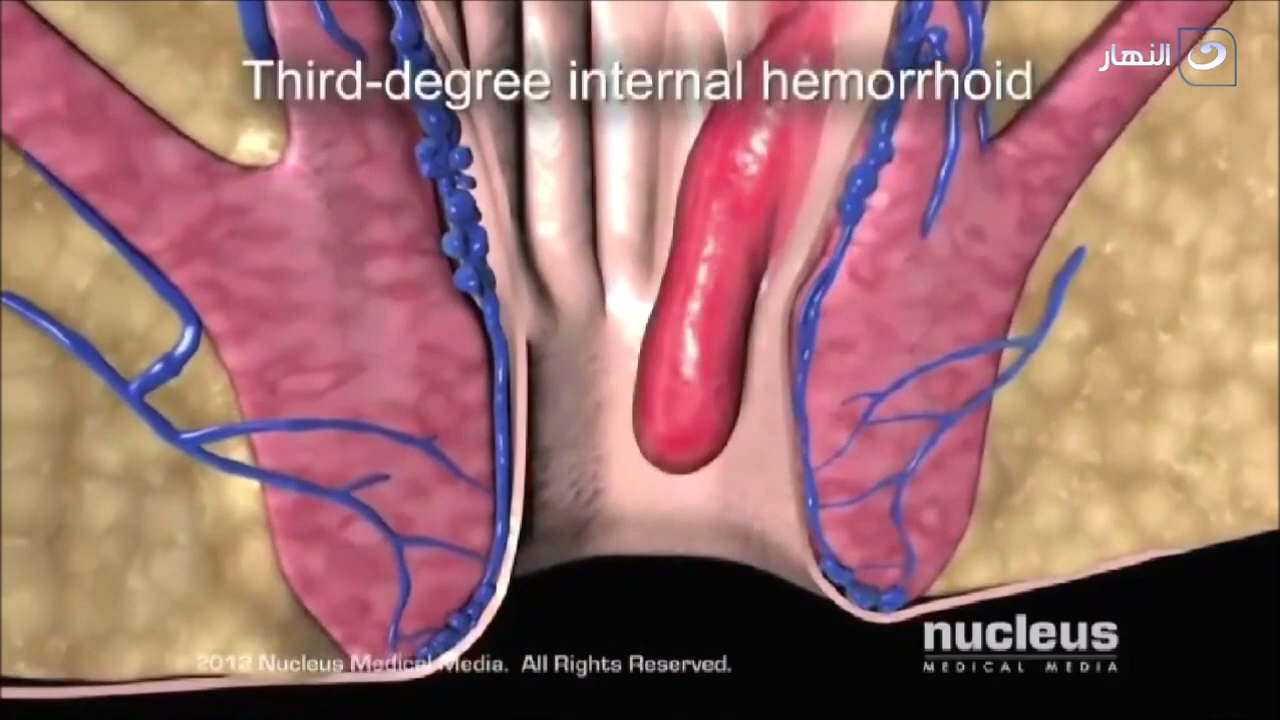 النهار
Third-degree internal hemorrhoid
nucleus
MEDICAL MEDIA
2012 Nucleus Medical Media. All Rights Reserved.